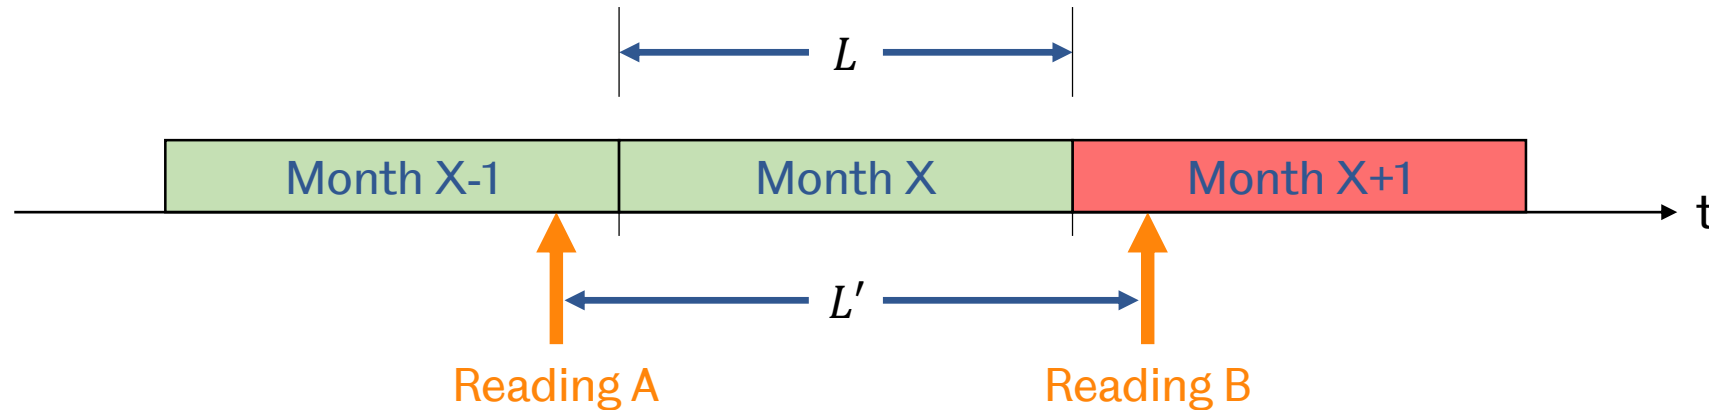 L
Month X-1 Month X Month X+1
t
L′
Reading A Reading B